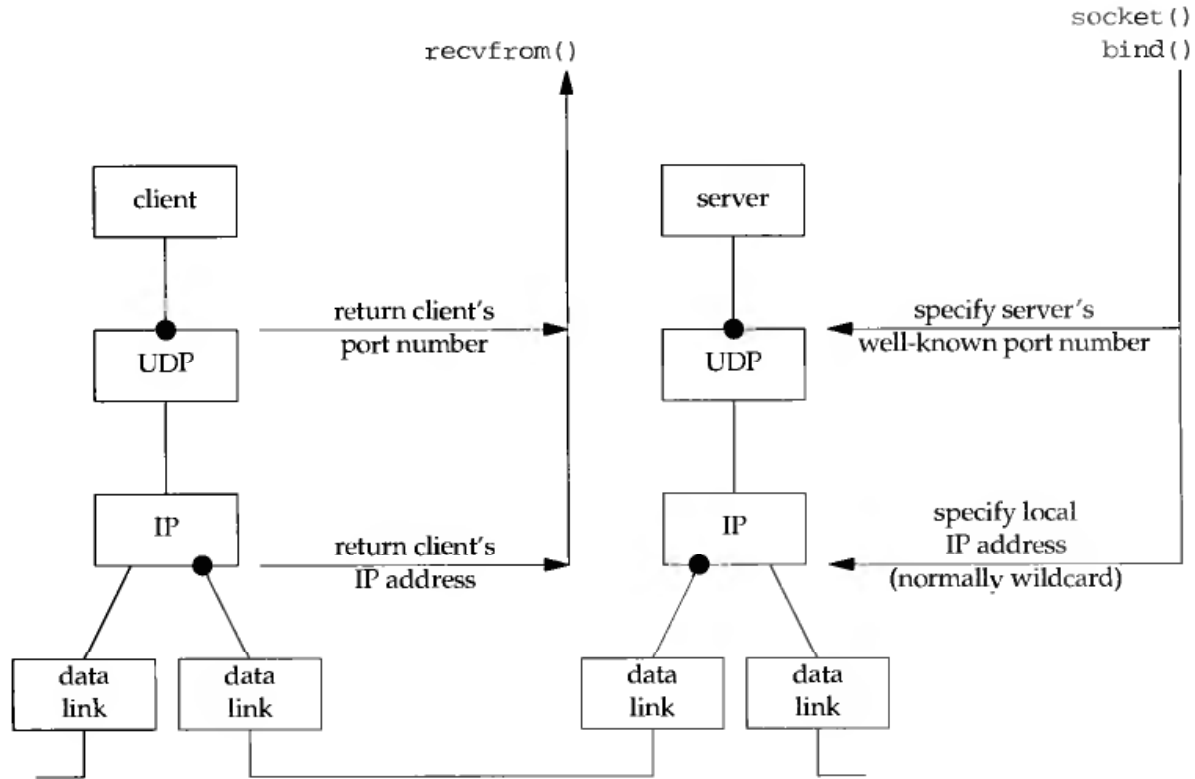 socket()
recvfrom()
bind()
client
server
return client's
port number
specify server's
well-known port number
UDP
UDP
IP
return client's
IP address
IP
specify local
IP address
(normally wildcard)
data
link
data
link
data
link
data
link